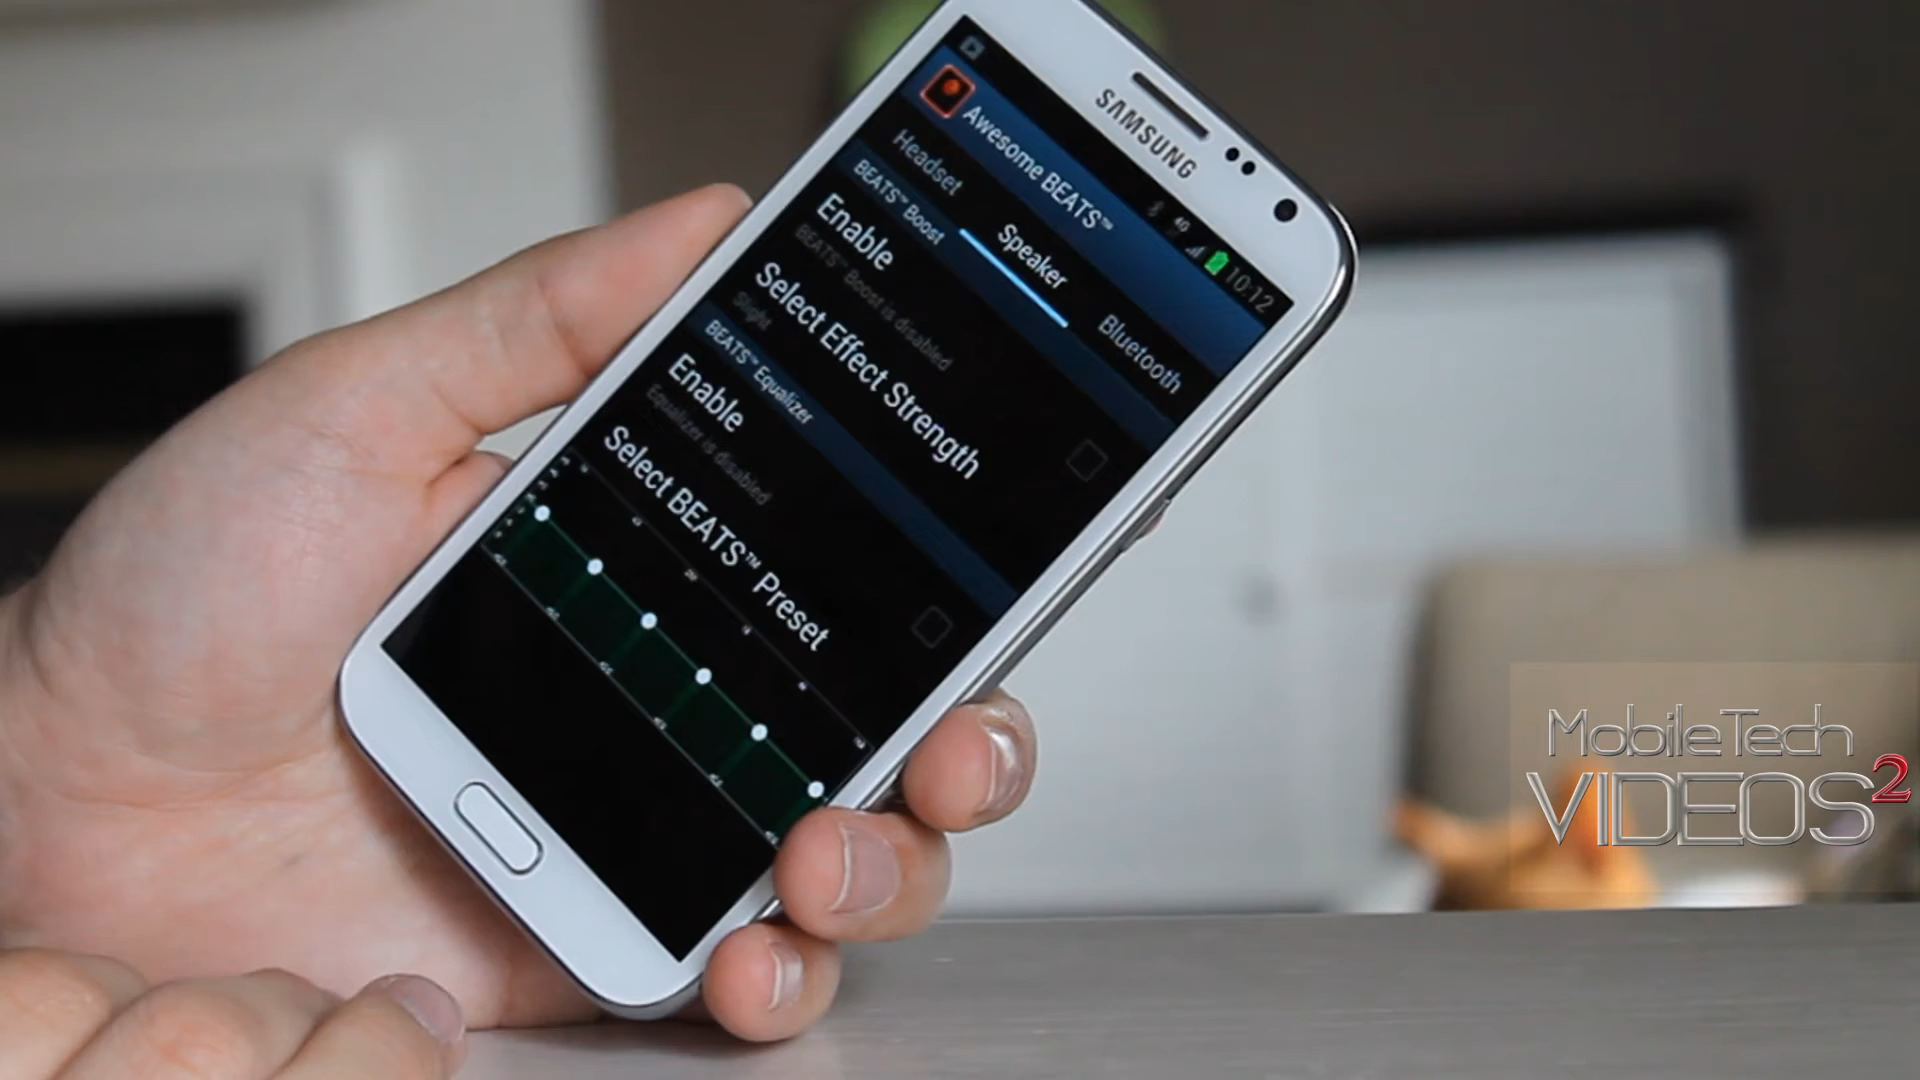 SAMSUNG
4G 10:12
Awesome BEATS™
Headset Speaker Bluetooth
BEATS™ Boost
Enable
BEATS™ Boost is disabled
Select Effect Strength
Slight
BEATS™ Equalizer
Enable
Equalizer is disabled
Select BEATS™ Preset
MobileTech
VIDEOS2